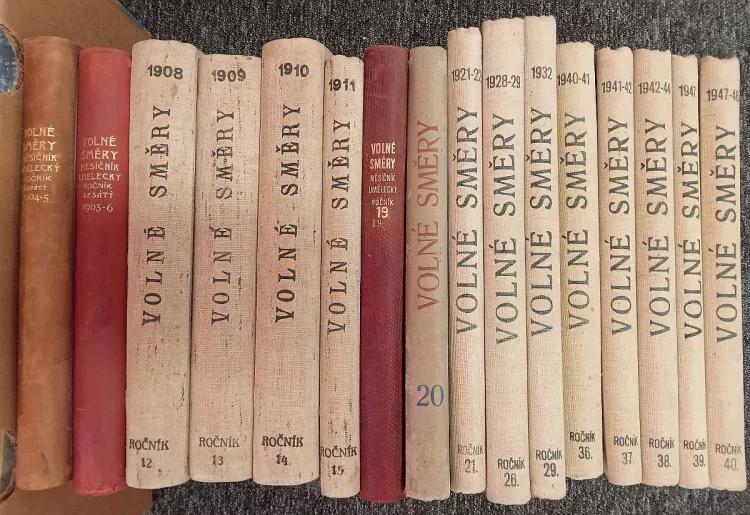 VOLNÉ
SMĚRY
MĚSÍČNÍK
UMĚLECKÝ
ROČNÍK
DEVÁTÝ
1904-5
VOLNÉ
SMĚRY
MĚSÍČNÍK
UMĚLECKÝ
ROČNÍK
DESÁTÝ
1905-6
1908
VOLNÉ SMĚRY
ROČNÍK
12.
1909
VOLNÉ SMĚRY
ROČNÍK
13.
1910
VOLNÉ SMĚRY
ROČNÍK
14.
1911
VOLNÉ SMĚRY
ROČNÍK
15
VOLNÉ
SMĚRY
MĚSÍČNÍK
UMĚLECKÝ
ROČNÍK
19
VOLNÉ SMĚRY
20
1921-22
VOLNÉ SMĚRY
ROČNÍK
21.
1928-29
VOLNÉ SMĚRY
ROČNÍK
26.
1932
VOLNÉ SMĚRY
ROČNÍK
29.
1940-41
VOLNÉ SMĚRY
ROČNÍK
36.
1941-42
VOLNÉ SMĚRY
ROČNÍK
37.
1942-44
VOLNÉ SMĚRY
ROČNÍK
38.
1947
VOLNÉ SMĚRY
ROČNÍK
39.
1947-48
VOLNÉ SMĚRY
ROČNÍK
40.